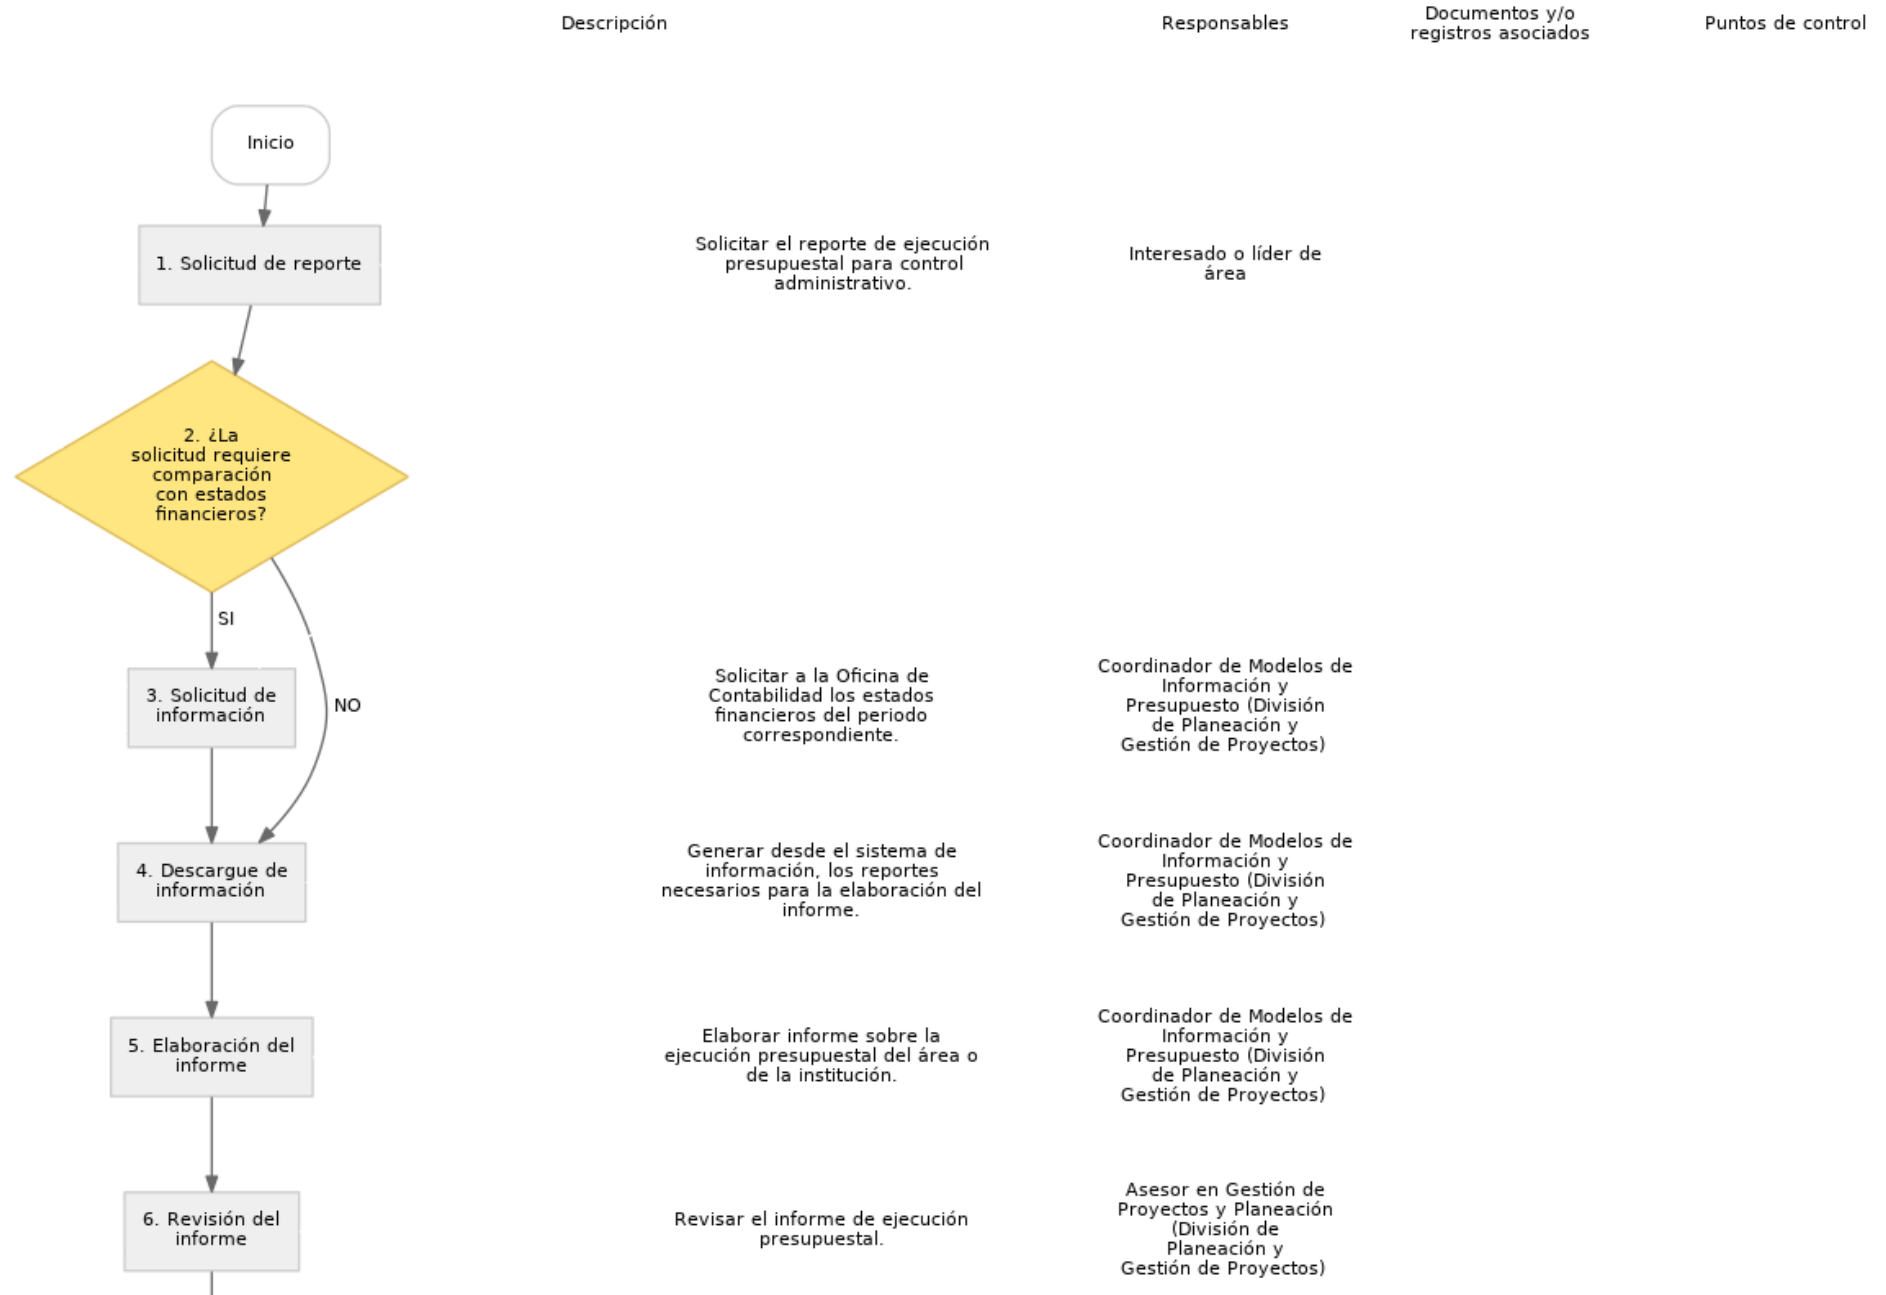 Descripción
Responsables
Documentos y/o
registros asociados
Puntos de control
Inicio
1. Solicitud de reporte
Solicitar el reporte de ejecución
presupuestal para control
administrativo.
Interesado o líder de
área
2. ¿La
solicitud requiere
comparación
con estados
financieros?
SI
NO
3. Solicitud de
información
Solicitar a la Oficina de
Contabilidad los estados
financieros del periodo
correspondiente.
Coordinador de Modelos de
Información y
Presupuesto (División
de Planeación y
Gestión de Proyectos)
4. Descargue de
información
Generar desde el sistema de
información, los reportes
necesarios para la elaboración del
informe.
Coordinador de Modelos de
Información y
Presupuesto (División
de Planeación y
Gestión de Proyectos)
5. Elaboración del
informe
Elaborar informe sobre la
ejecución presupuestal del área o
de la institución.
Coordinador de Modelos de
Información y
Presupuesto (División
de Planeación y
Gestión de Proyectos)
6. Revisión del
informe
Revisar el informe de ejecución
presupuestal.
Asesor en Gestión de
Proyectos y Planeación
(División de
Planeación y
Gestión de Proyectos)